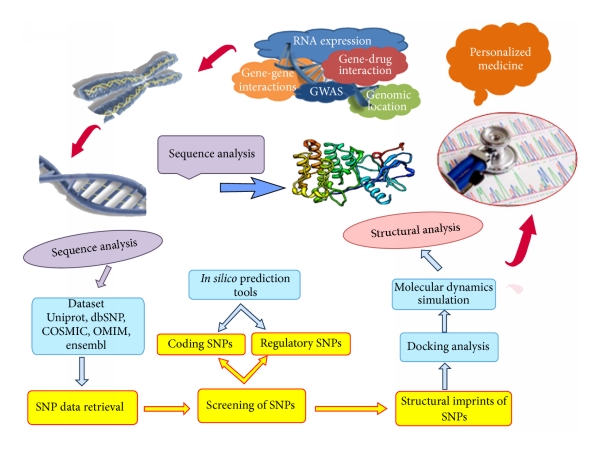 RNA expression
Gene-gene
interactions
Gene-drug
interaction
GWAS
Genomic
location
Personalized
medicine
Sequence analysis
Sequence analysis
Structural analysis
Dataset
Uniprot, dbSNP,
COSMIC, OMIM,
ensembl
In silico prediction
tools
Coding SNPs
Regulatory SNPs
Molecular dynamics
simulation
Docking analysis
SNP data retrieval
Screening of SNPs
Structural imprints of
SNPs